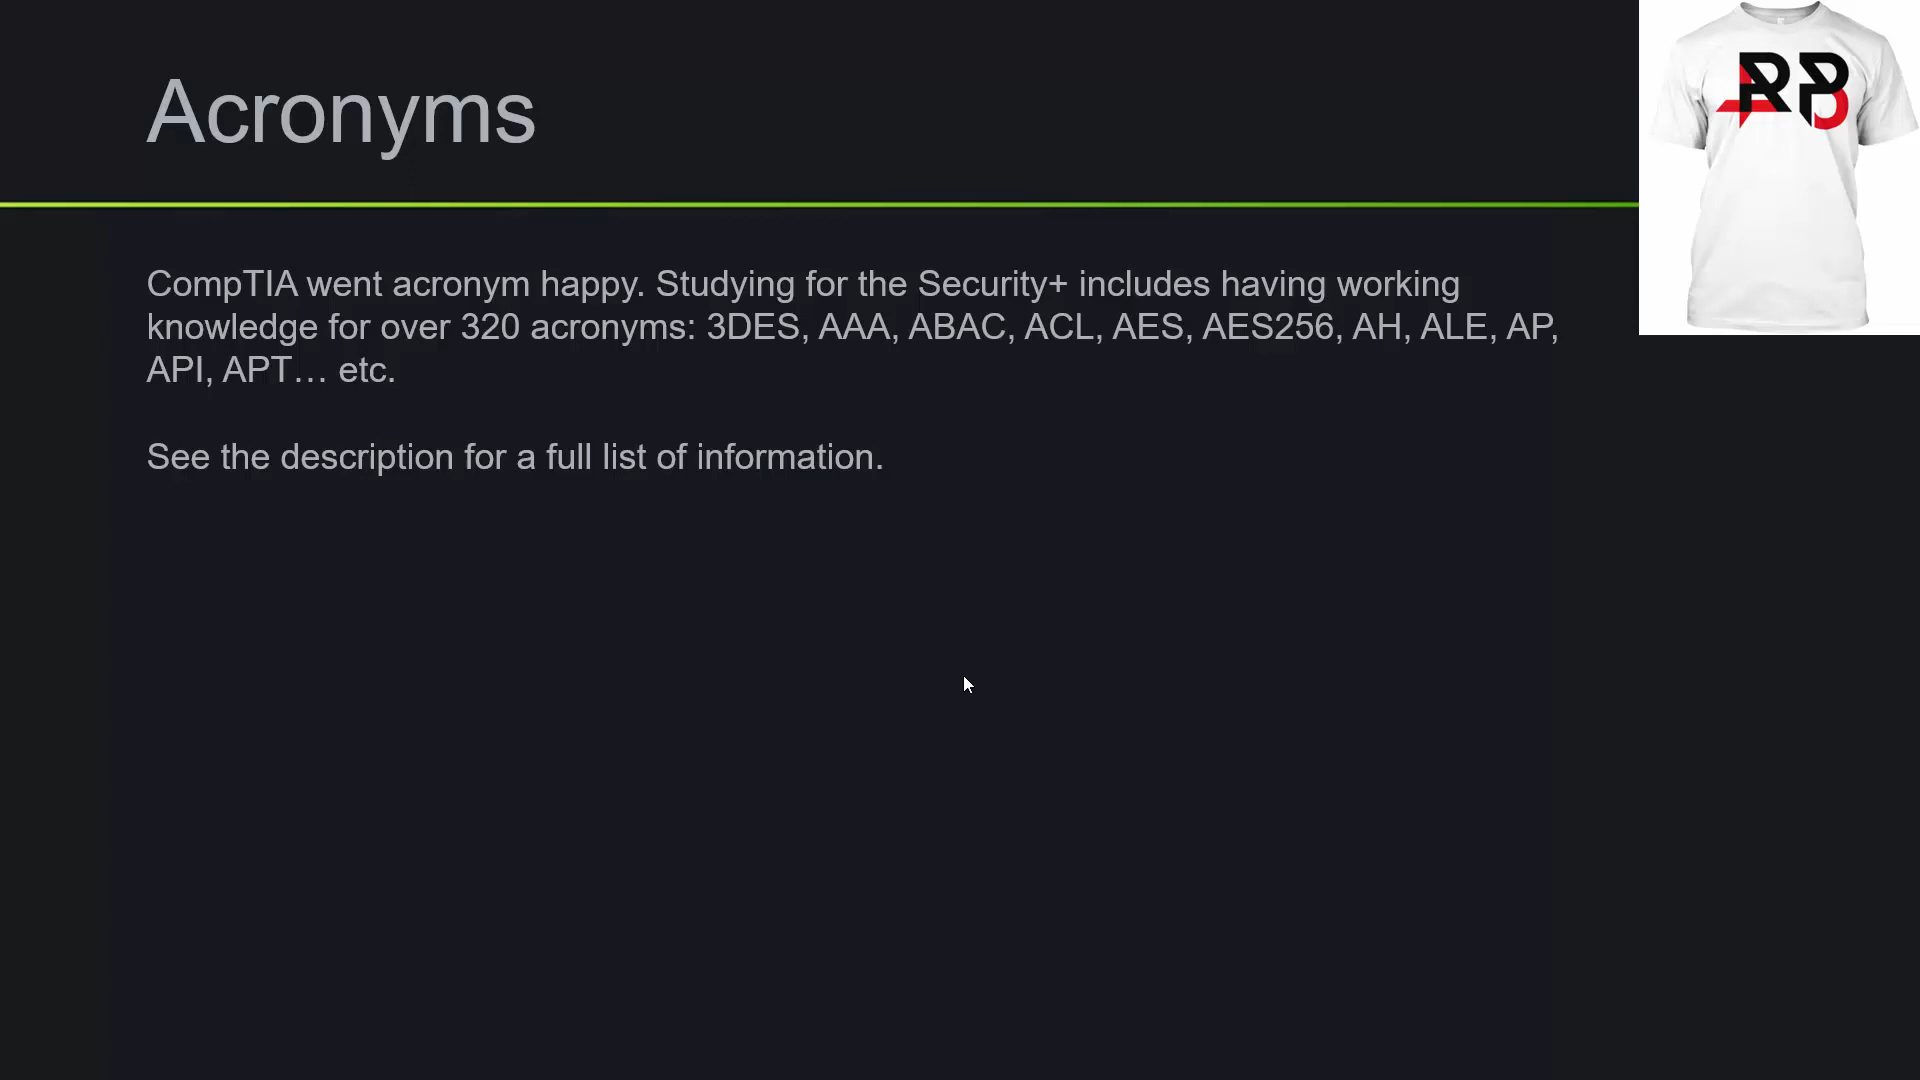 Acronyms
CompTIA went acronym happy. Studying for the Security+ includes having working
knowledge for over 320 acronyms: 3DES, AAA, ABAC, ACL, AES, AES256, AH, ALE, AP,
API, APT… etc.
See the description for a full list of information.
RB